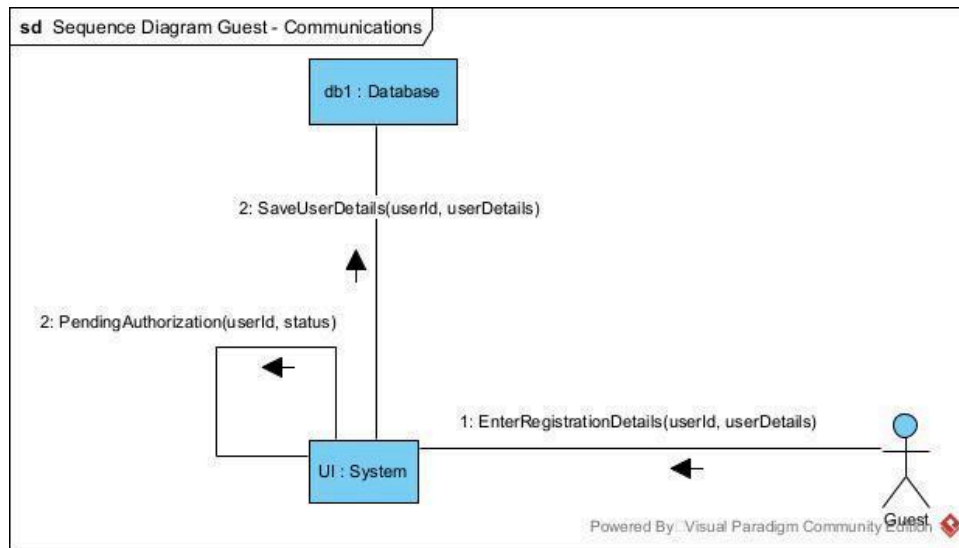 sd Sequence Diagram Guest - Communications
db1 : Database
2: SaveUserDetails(userId, userDetails)
2: PendingAuthorization(userId, status)
1: EnterRegistrationDetails(userId, userDetails)
UI : System
Guest
Powered By Visual Paradigm Community Edition